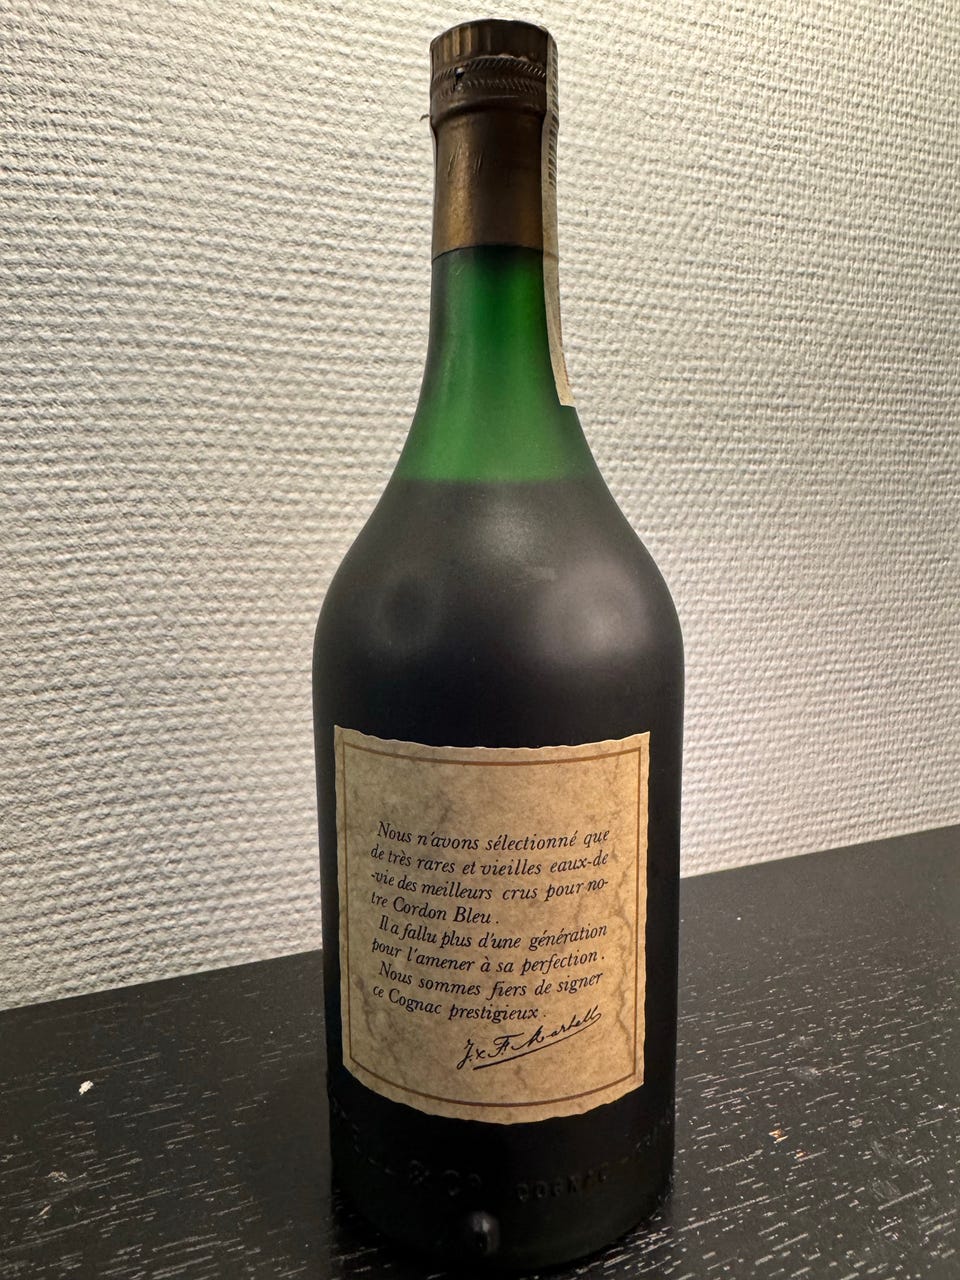 Nous n'avons sélectionné que
de très rares et vieilles eaux-de
-vie des meilleurs crus pour no-
tre Cordon Bleu.
Il a fallu plus d'une génération
pour l'amener à sa perfection.
Nous sommes fiers de signer
ce Cognac prestigieux.
J. & F. Martell
& Co COGNAC